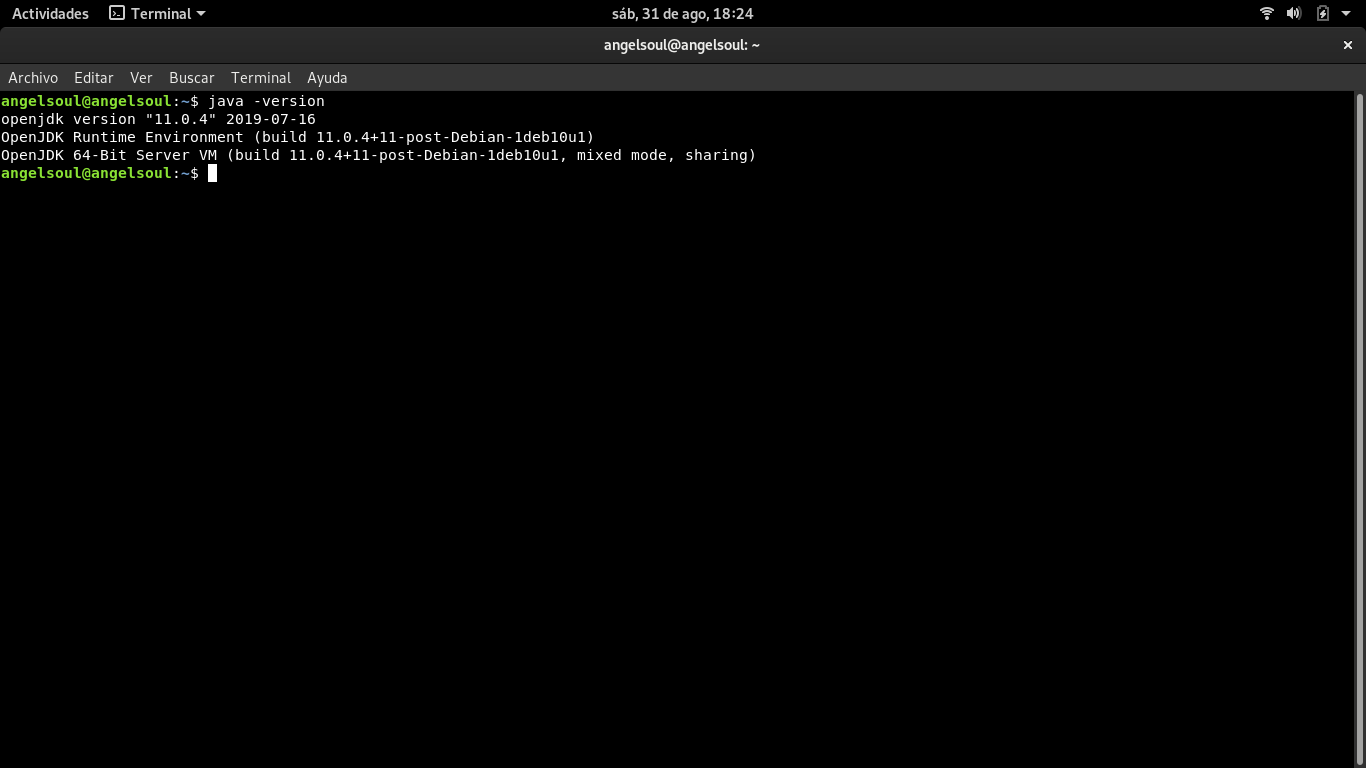 Actividades Terminal sáb, 31 de ago, 18:24
angelsoul@angelsoul: ~
Archivo Editar Ver Buscar Terminal Ayuda
angelsoul@angelsoul:~$ java -version
openjdk version "11.0.4" 2019-07-16
OpenJDK Runtime Environment (build 11.0.4+11-post-Debian-1deb10u1)
OpenJDK 64-Bit Server VM (build 11.0.4+11-post-Debian-1deb10u1, mixed mode, sharing)
angelsoul@angelsoul:~$